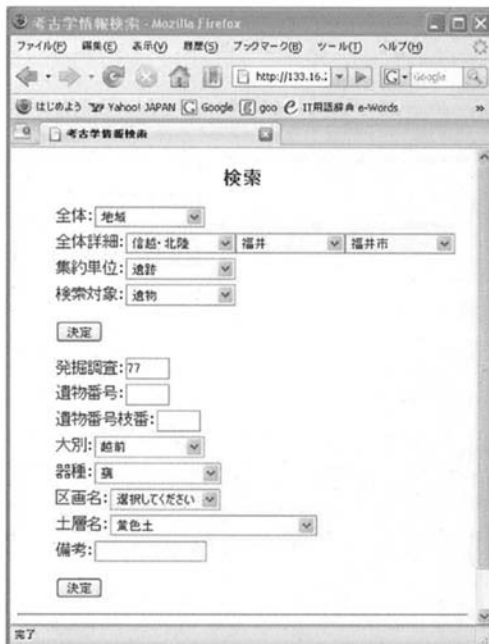 考古学情報検索 - Mozilla Firefox
ファイル(F) 編集(E) 表示(V) 履歴(S) ブックマーク(B) ツール(T) ヘルプ(H)
http://133.16.2 G Google
はじめよう Yahoo! JAPAN Google goo IT用語辞典 e-Words »
考古学情報検索
検索
全体: 地域
全体詳細: 信越・北陸 福井 福井市
集約単位: 遺跡
検索対象: 遺物
決定
発掘調査: 77
遺物番号:
遺物番号枝番:
大別: 越前
器種: 甕
区画名: 選択してください
土層名: 黄色土
備考:
決定
完了